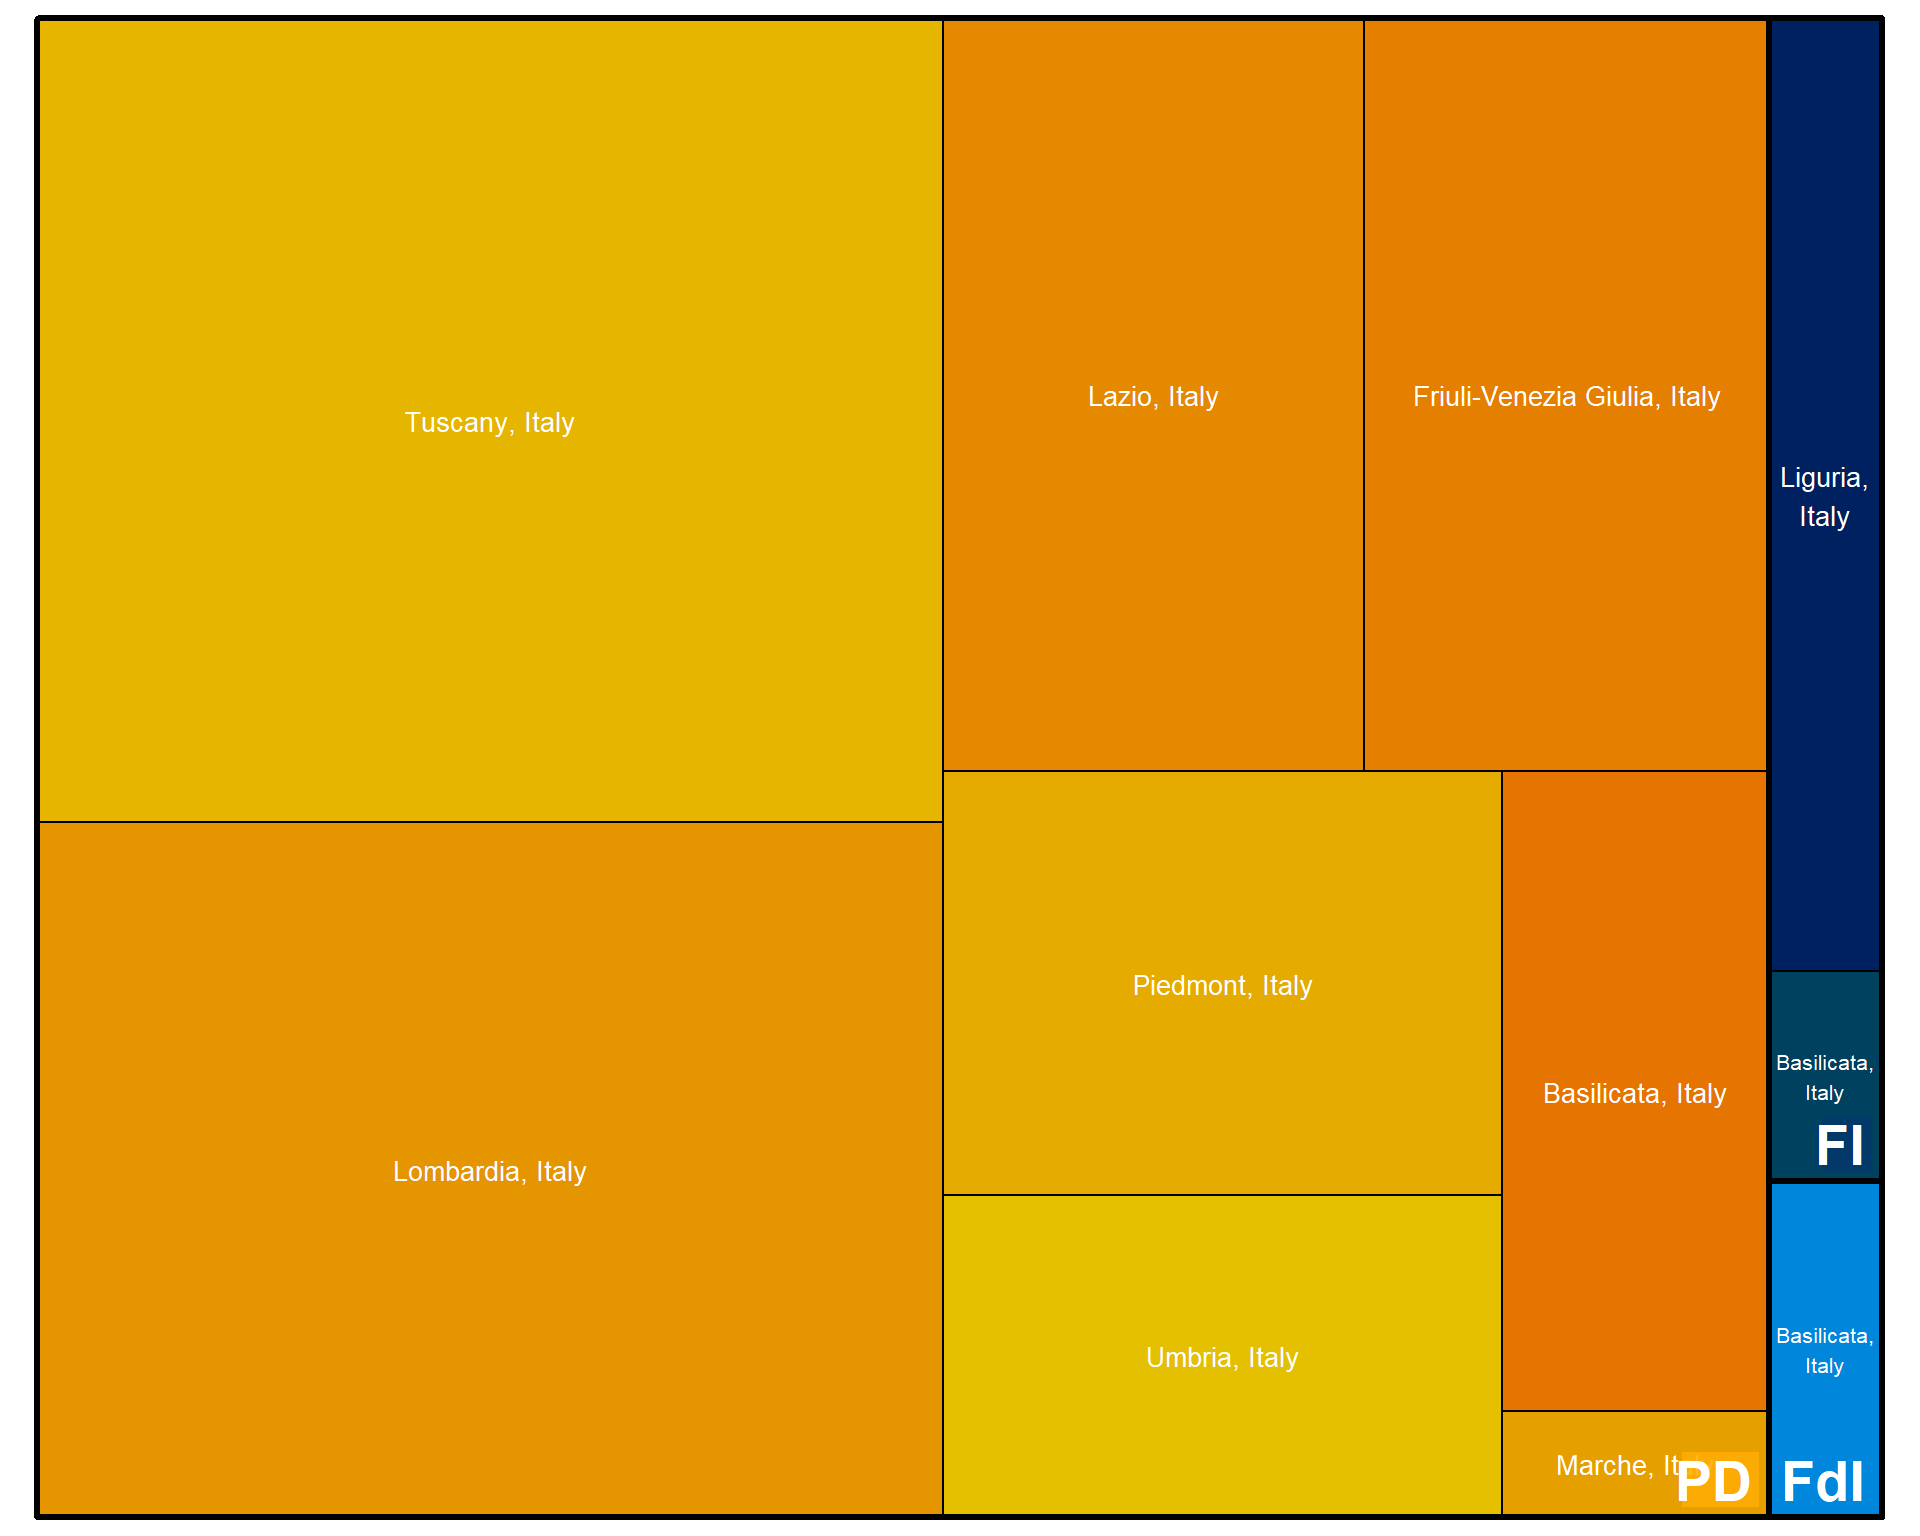 Tuscany, Italy
Lazio, Italy
Friuli-Venezia Giulia, Italy
Liguria,
Italy
Piedmont, Italy
Basilicata, Italy
Basilicata,
Italy
FI
Lombardia, Italy
Umbria, Italy
Basilicata,
Italy
Marche, Italy
PD
FdI